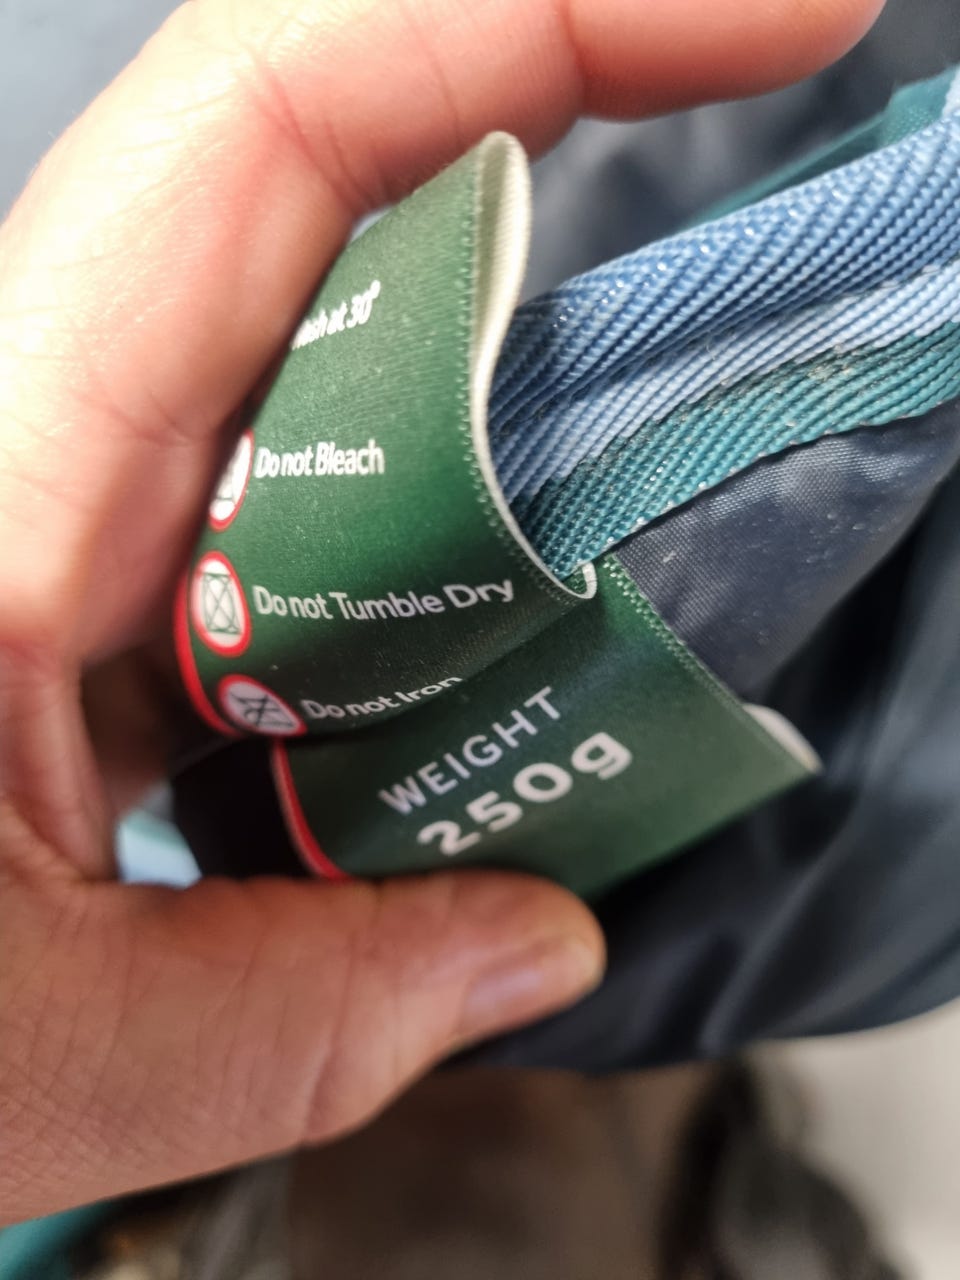 at 30°
Do not Bleach
Do not Tumble Dry
Do not Iron
WEIGHT
250g